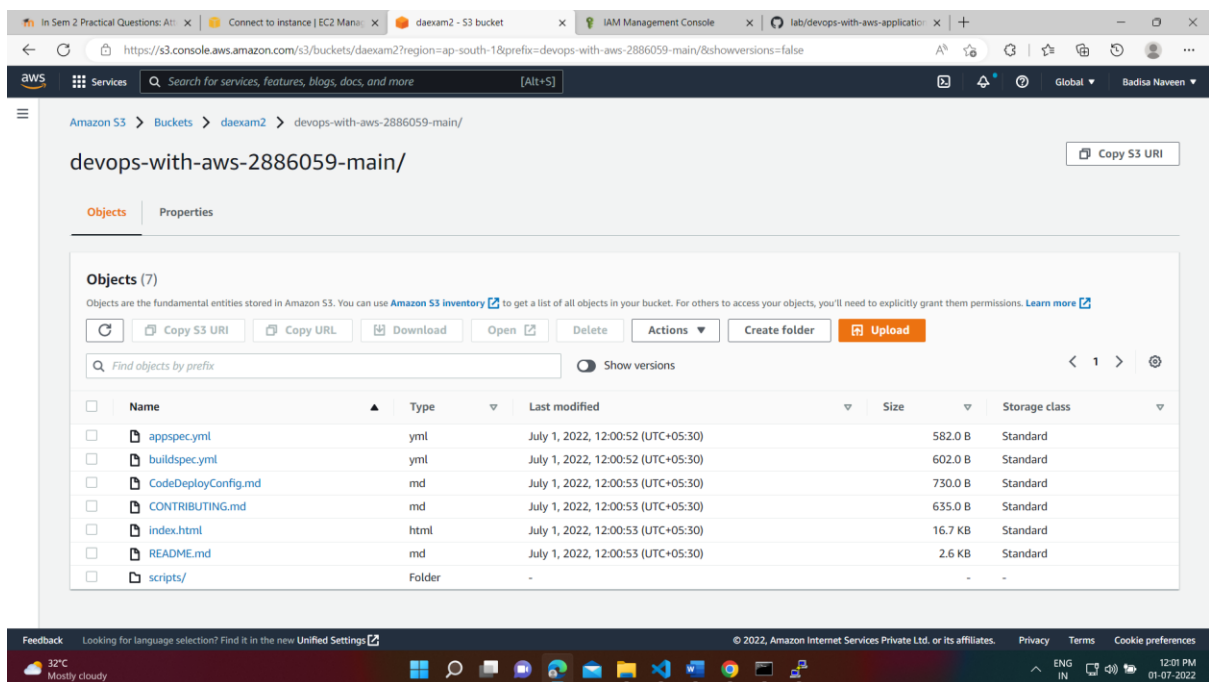 In Sem 2 Practical Questions: Att
Connect to instance | EC2 Manag
daexam2 - S3 bucket
IAM Management Console
lab/devops-with-aws-application
https://s3.console.aws.amazon.com/s3/buckets/daexam2?region=ap-south-1&prefix=devops-with-aws-2886059-main/&showversions=false
aws Services Search for services, features, blogs, docs, and more [Alt+S] Global Badisa Naveen
Amazon S3 Buckets daexam2 devops-with-aws-2886059-main/
devops-with-aws-2886059-main/
Copy S3 URI
Objects Properties
Objects (7)
Objects are the fundamental entities stored in Amazon S3. You can use Amazon S3 inventory to get a list of all objects in your bucket. For others to access your objects, you'll need to explicitly grant them permissions. Learn more
Copy S3 URI Copy URL Download Open Delete Actions Create folder Upload
Find objects by prefix Show versions 1
Name Type Last modified Size Storage class
appspec.yml yml July 1, 2022, 12:00:52 (UTC+05:30) 582.0 B Standard
buildspec.yml yml July 1, 2022, 12:00:52 (UTC+05:30) 602.0 B Standard
CodeDeployConfig.md md July 1, 2022, 12:00:53 (UTC+05:30) 730.0 B Standard
CONTRIBUTING.md md July 1, 2022, 12:00:53 (UTC+05:30) 635.0 B Standard
index.html html July 1, 2022, 12:00:53 (UTC+05:30) 16.7 KB Standard
README.md md July 1, 2022, 12:00:53 (UTC+05:30) 2.6 KB Standard
scripts/ Folder - - -
Feedback Looking for language selection? Find it in the new Unified Settings © 2022, Amazon Internet Services Private Ltd. or its affiliates. Privacy Terms Cookie preferences
32°C
Mostly cloudy
ENG
IN
12:01 PM
01-07-2022